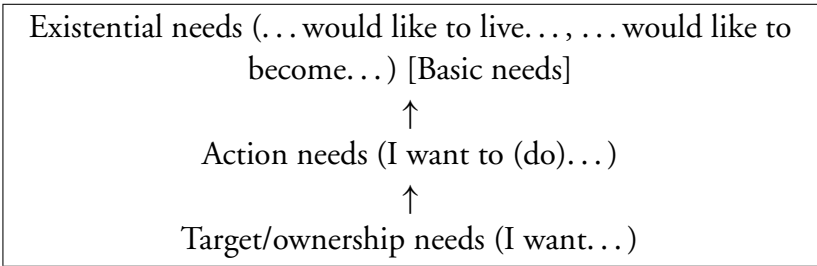 Existential needs (. . . would like to live. . . , . . . would like to
become. . . ) [Basic needs]
↑
Action needs (I want to (do). . . )
↑
Target/ownership needs (I want. . . )